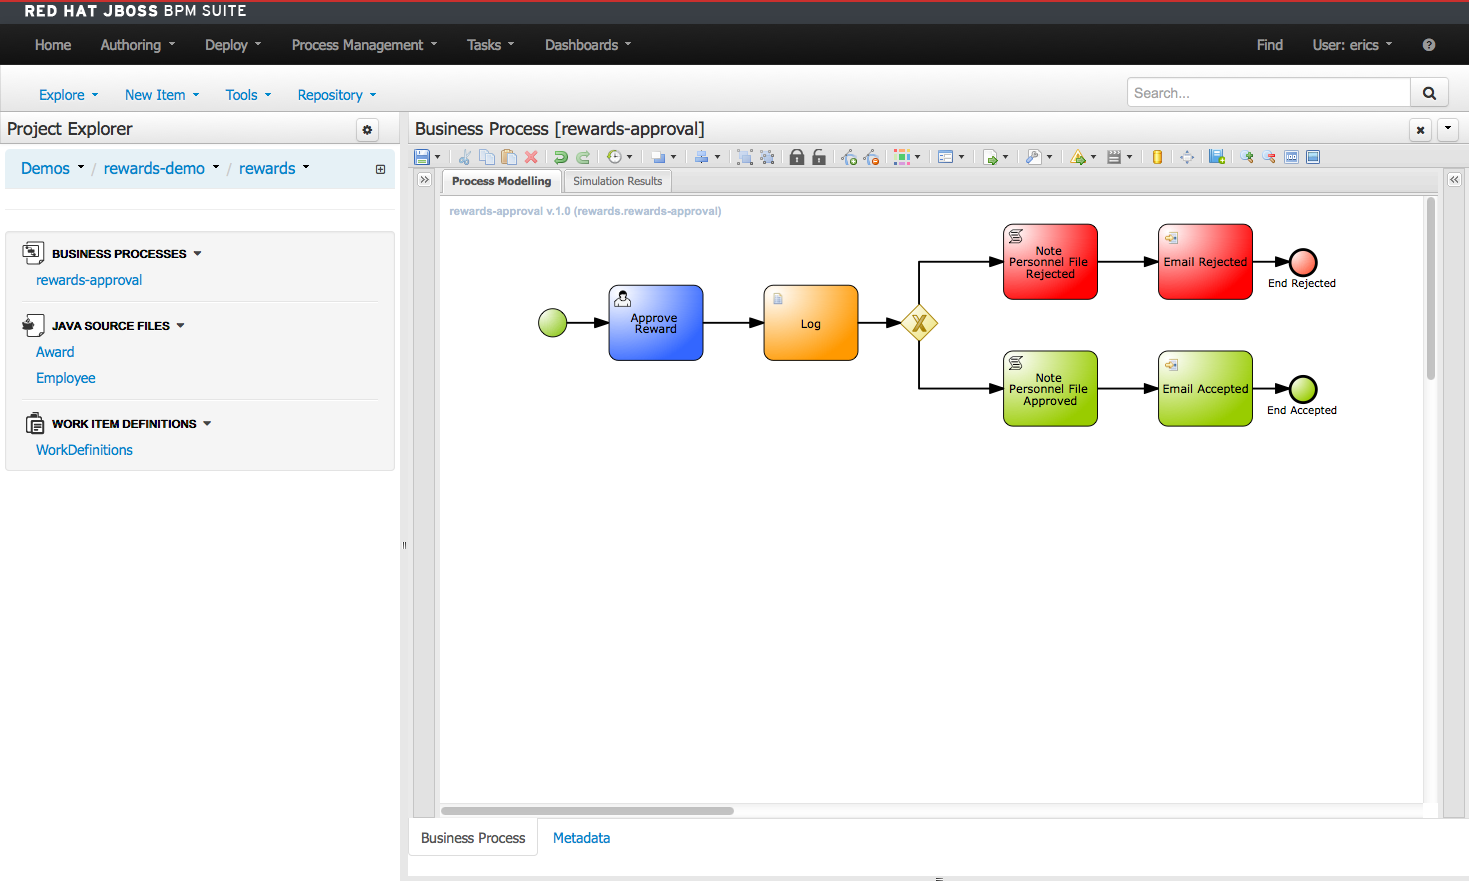 RED HAT JBOSS BPM SUITE
Home Authoring Deploy Process Management Tasks Dashboards Find User: erics
Explore New Item Tools Repository Search...
Project Explorer
Demos / rewards-demo / rewards
BUSINESS PROCESSES
rewards-approval
JAVA SOURCE FILES
Award
Employee
WORK ITEM DEFINITIONS
WorkDefinitions
Business Process [rewards-approval]
Process Modelling Simulation Results
rewards-approval v.1.0 (rewards.rewards-approval)
Approve
Reward
Log
Note
Personnel File
Rejected
Email Rejected
End Rejected
Note
Personnel File
Approved
Email Accepted
End Accepted
Business Process Metadata